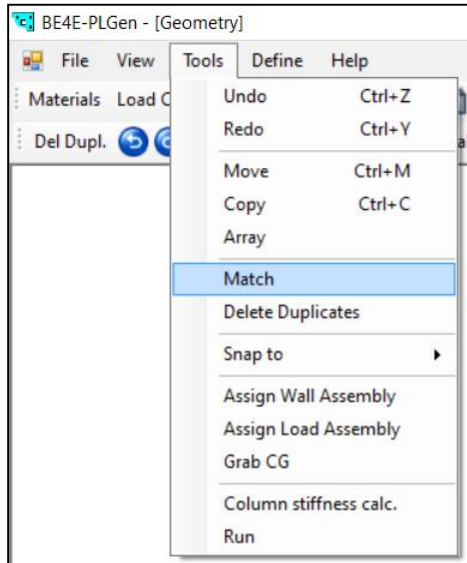 BE4E-PLGen - [Geometry]
File View Tools Define Help
Materials Load C
Del Dupl.
Undo Ctrl+Z
Redo Ctrl+Y
Move Ctrl+M
Copy Ctrl+C
Array
Match
Delete Duplicates
Snap to
Assign Wall Assembly
Assign Load Assembly
Grab CG
Column stiffness calc.
Run